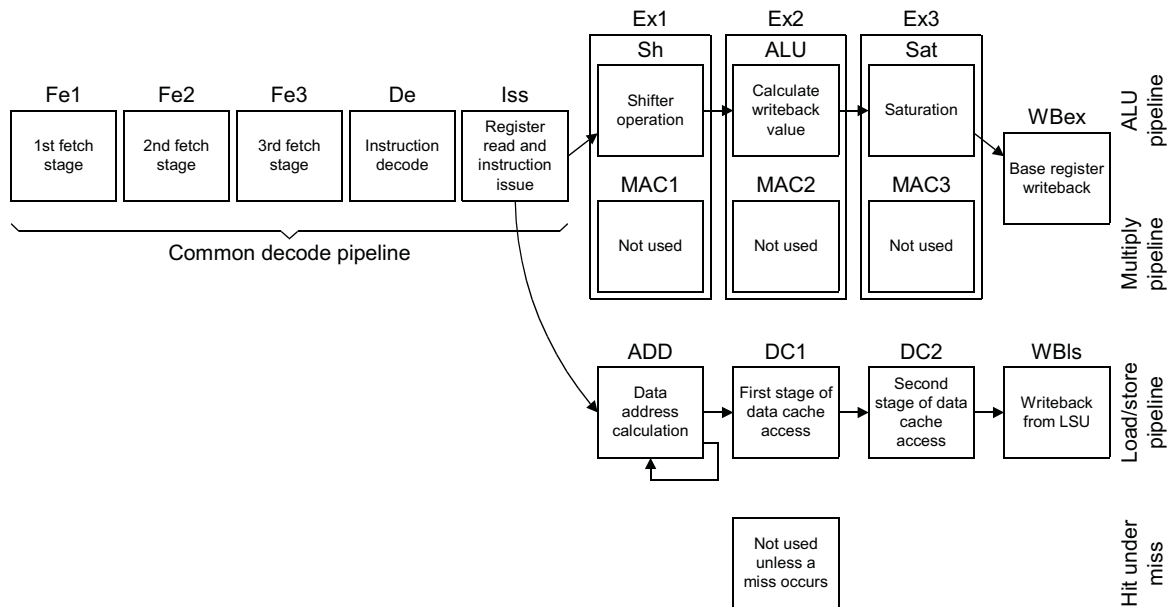 Ex1
Ex2
Ex3
Sh
ALU
Sat
Fe1
Fe2
Fe3
De
Iss
WBex
1st fetch
stage
2nd fetch
stage
3rd fetch
stage
Instruction
decode
Register
read and
instruction
issue
Shifter
operation
Calculate
writeback
value
Saturation
Base register
writeback
ALU
pipeline
MAC1
MAC2
MAC3
Not used
Not used
Not used
Multiply
pipeline
Common decode pipeline
ADD
DC1
DC2
WBls
Data
address
calculation
First stage of
data cache
access
Second
stage of data
cache
access
Writeback
from LSU
Load/store
pipeline
Not used
unless a
miss occurs
Hit under
miss